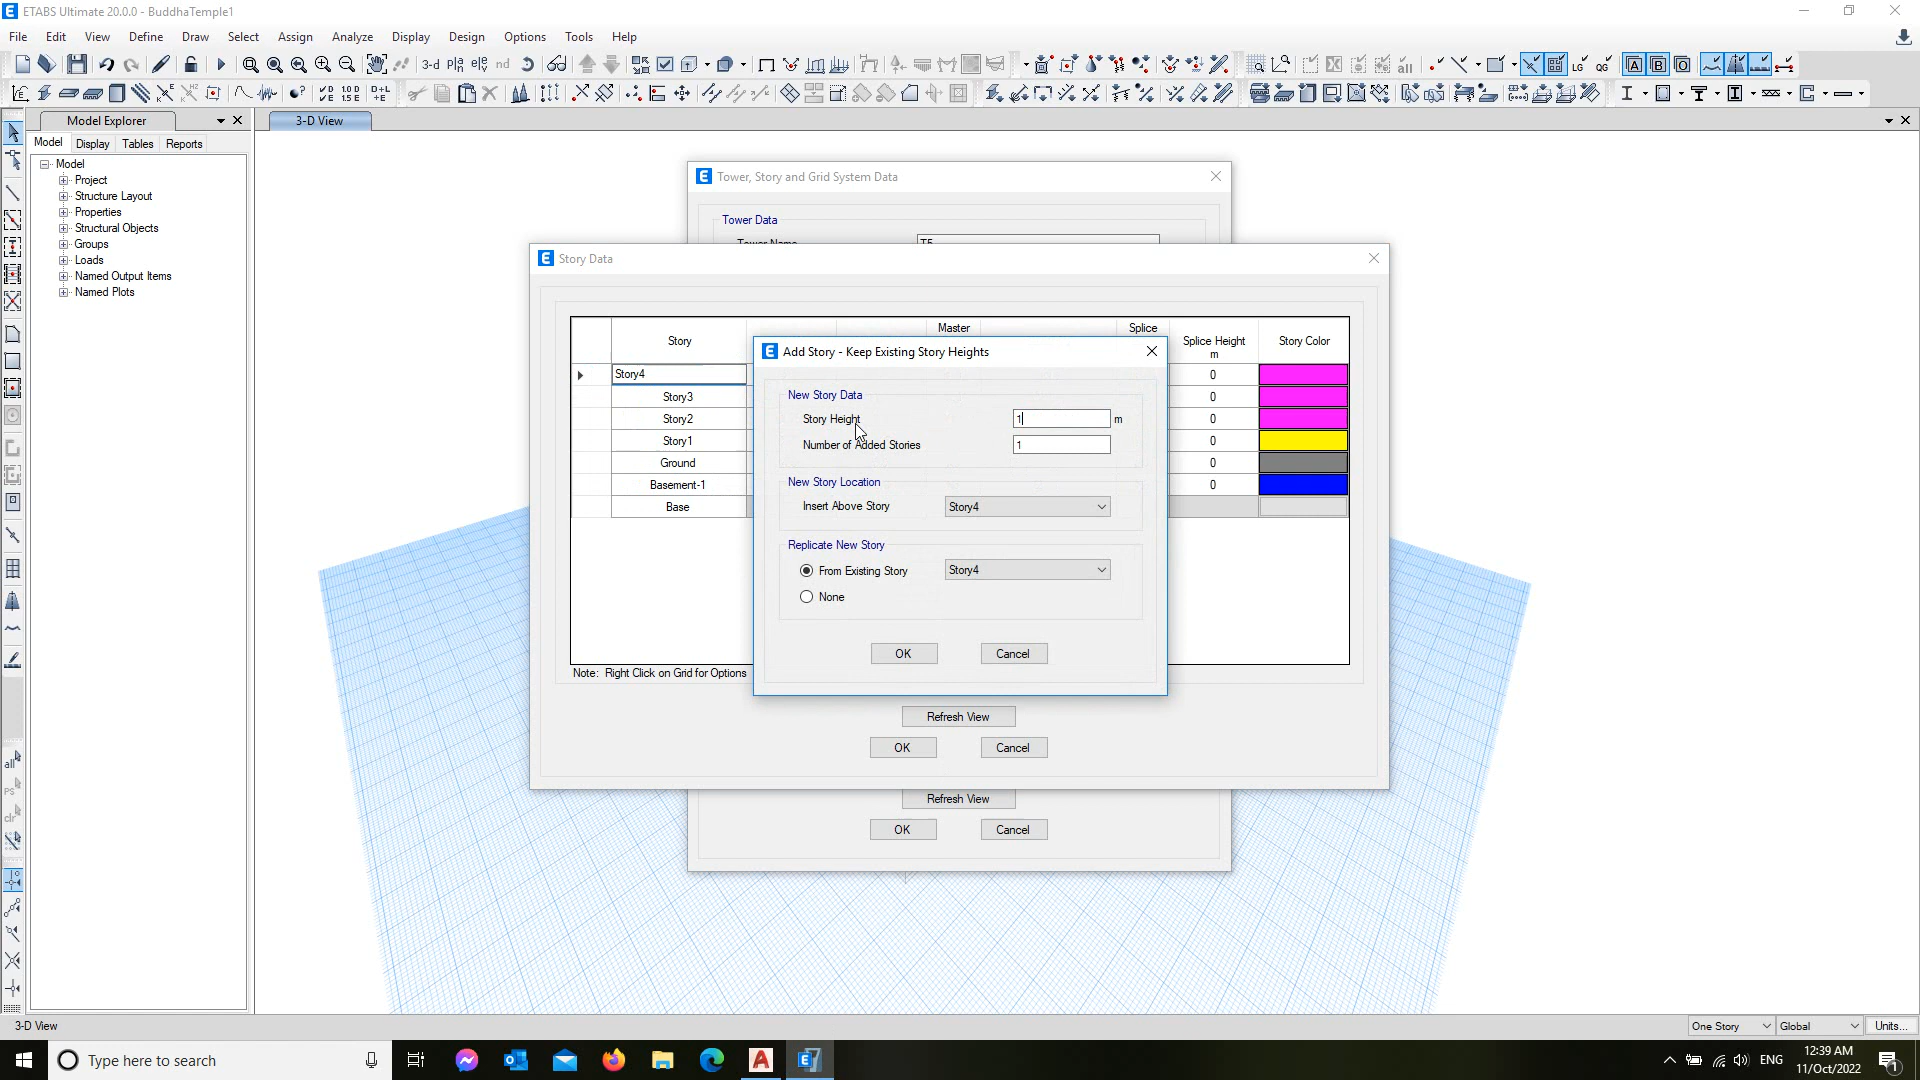 ETABS Ultimate 20.0.0 - BuddhaTemple1
File Edit View Define Draw Select Assign Analyze Display Design Options Tools Help
3-d Pla ele nd
Model Explorer
3-D View
Model Display Tables Reports
Model
Project
Structure Layout
Properties
Structural Objects
Groups
Loads
Named Output Items
Named Plots
Tower, Story and Grid System Data
Tower Data
Story Data
Master
Splice
Story
Splice Height
m
Story Color
Add Story - Keep Existing Story Heights
New Story Data
Story Height 1 m
Number of Added Stories 1
New Story Location
Insert Above Story Story4
Replicate New Story
From Existing Story Story4
None
OK Cancel
Story4 0
Story3 0
Story2 0
Story1 0
Ground 0
Basement-1 0
Base
Note: Right Click on Grid for Options
Refresh View
OK Cancel
Refresh View
OK Cancel
3-D View
One Story Global Units...
Type here to search
ENG
12:39 AM
11/Oct/2022
1